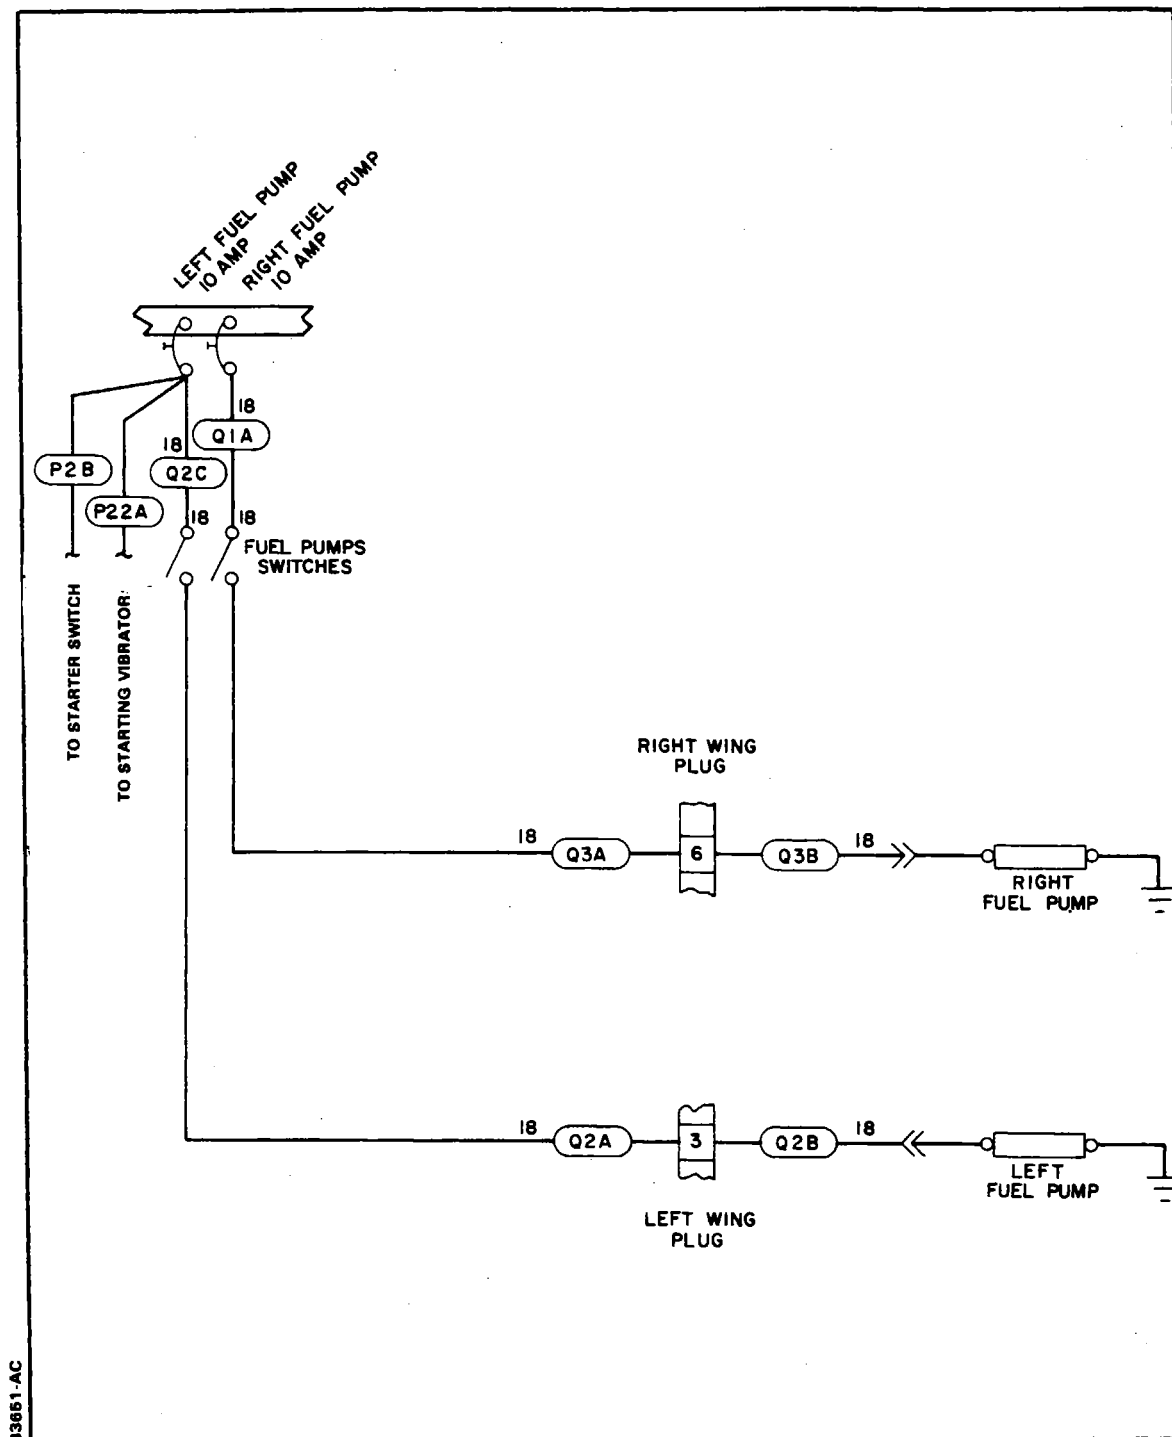 LEFT FUEL PUMP
10 AMP
RIGHT FUEL PUMP
10 AMP
18
Q1A
18
P2B
Q2C
P22A
18
18
FUEL PUMPS
SWITCHES
TO STARTER SWITCH
TO STARTING VIBRATOR
RIGHT WING
PLUG
18
Q3A
6
Q3B
18
RIGHT
FUEL PUMP
18
Q2A
3
Q2B
18
LEFT
FUEL PUMP
LEFT WING
PLUG